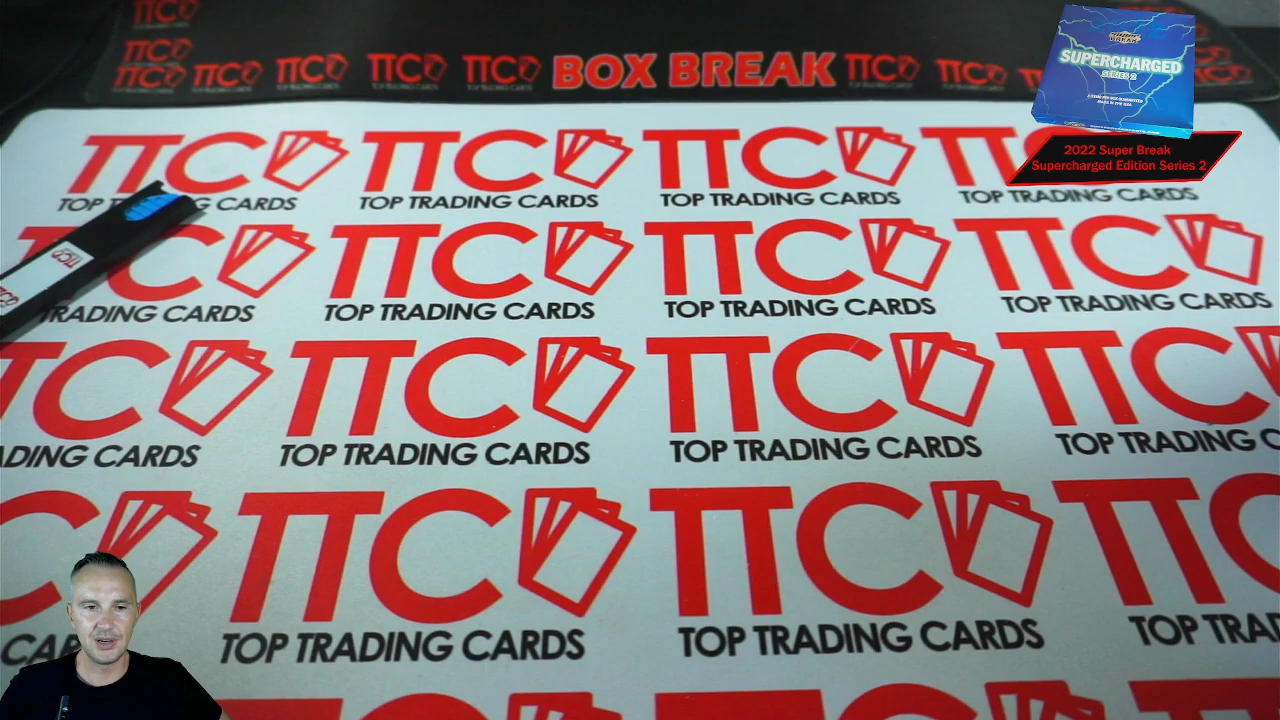 TTC
TTC TTC TTC TTC TTC BOX BREAK TTC TTC
super
BREAK
SUPERCHARGED
SERIES 2
2022 Super Break
Supercharged Edition Series 2
TTC TTC TTC
TOP TRADING CARDS TOP TRADING CARDS TOP TRADING CARDS TOP TRADING CARDS
TTC TTC TTC
TRADING CARDS TOP TRADING CARDS TOP TRADING CARDS TOP TRADING CARDS
TTC
TTC TTC TTC
TRADING CARDS TOP TRADING CARDS TOP TRADING CARDS TOP TRADING
C TTC TTC
TOP TRADING CARDS TOP TRADING CARDS TOP